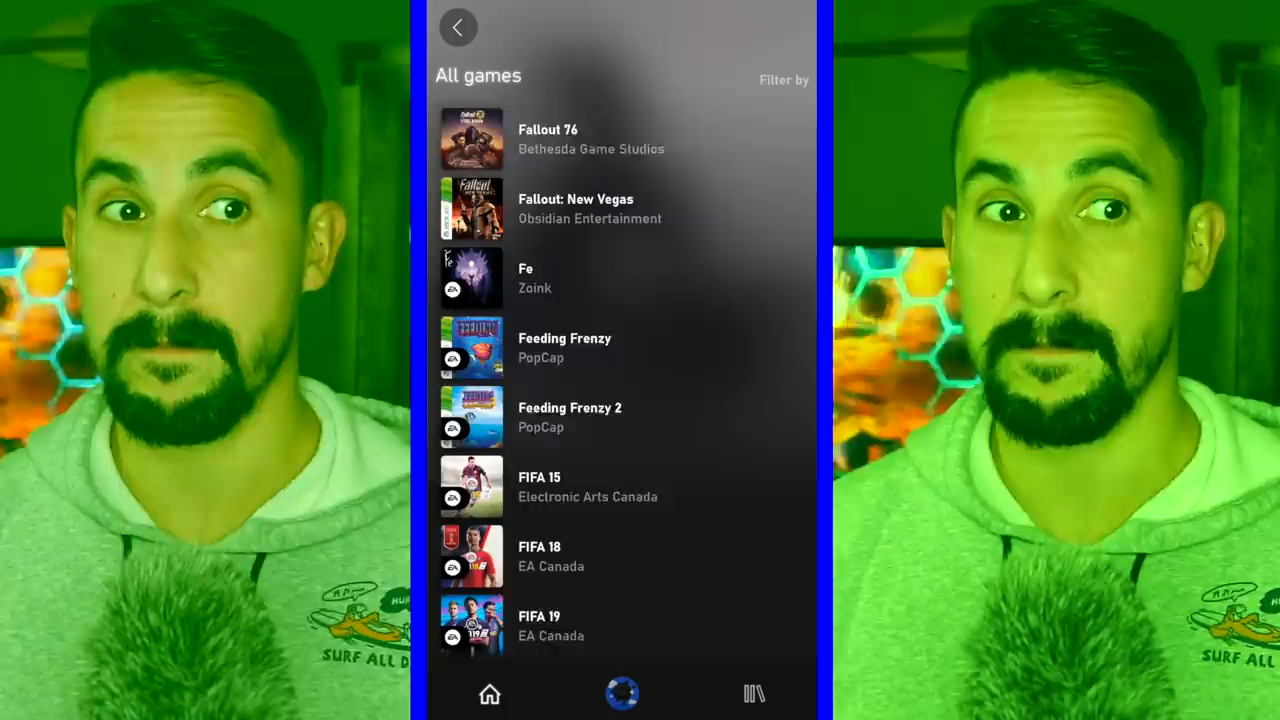 All games
Filter by
Fallout 76
Bethesda Game Studios
Fallout: New Vegas
Obsidian Entertainment
Fe
Zoink
Feeding Frenzy
PopCap
Feeding Frenzy 2
PopCap
FIFA 15
Electronic Arts Canada
FIFA 18
EA Canada
FIFA 19
EA Canada
SURF ALL D
SURF ALL D